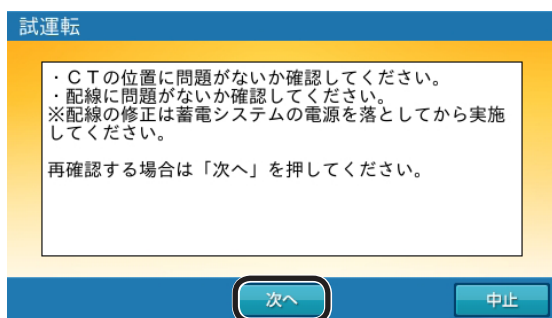 試運転
・ＣＴの位置に問題がないか確認してください。
・配線に問題がないか確認してください。
※配線の修正は蓄電システムの電源を落としてから実施
してください。
再確認する場合は「次へ」を押してください。
次へ
中止